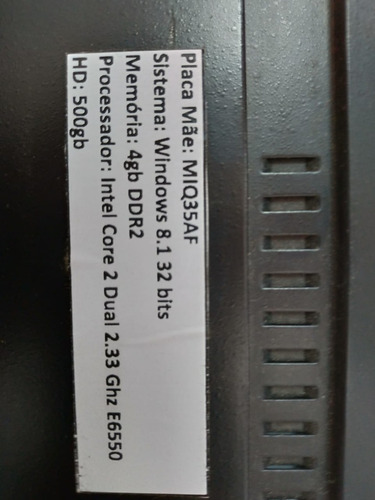 Placa Mãe: MIQ35AF
Sistema: Windows 8.1 32 bits
Memória: 4gb DDR2
Processador: Intel Core 2 Dual 2.33 Ghz E6550
HD: 500gb